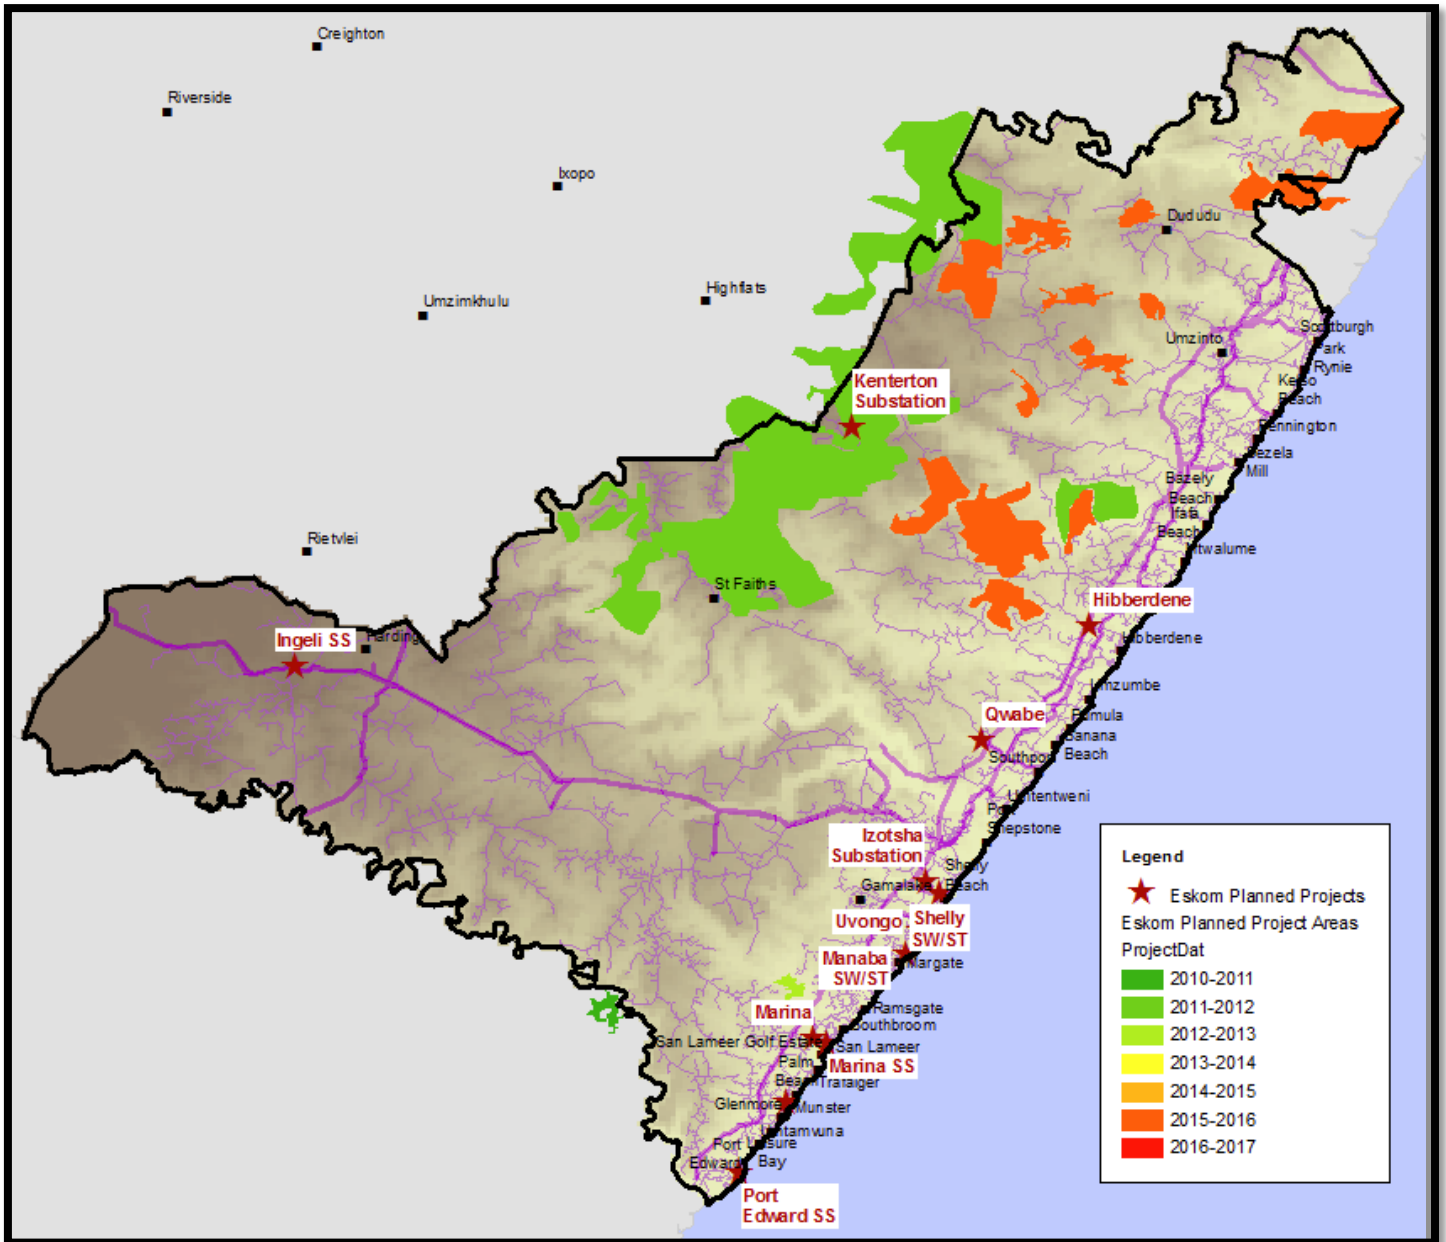 Creighton
Riverside
Ixopo
Dududu
Highflats
Umzimkhulu
Scottburgh
Umzinto
Park
Rynie
Kenterton
Substation
Kelso
Beach
Pennington
Sezela
Mill
Bazely
Beach
Ifafa
Beach
Mtwalume
Rietvlei
St Faiths
Hibberdene
Ingeli SS
Harding
Hibberdene
Umzumbe
Qwabe
Pumula
Banana
Beach
Southport
Umtentweni
Port
Shepstone
Izotsha
Substation
Shelly
Beach
Gamalakhe
Uvongo
Shelly
SW/ST
Manaba
SW/ST
Margate
Marina
Ramsgate
Southbroom
San Lameer Golf Estate
San Lameer
Palm
Beach
Marina SS
Trafalger
Glenmore
Munster
Umtamvuna
Port
Edward
Leisure
Bay
Port
Edward SS
Legend
Eskom Planned Projects
Eskom Planned Project Areas
ProjectDat
2010-2011
2011-2012
2012-2013
2013-2014
2014-2015
2015-2016
2016-2017